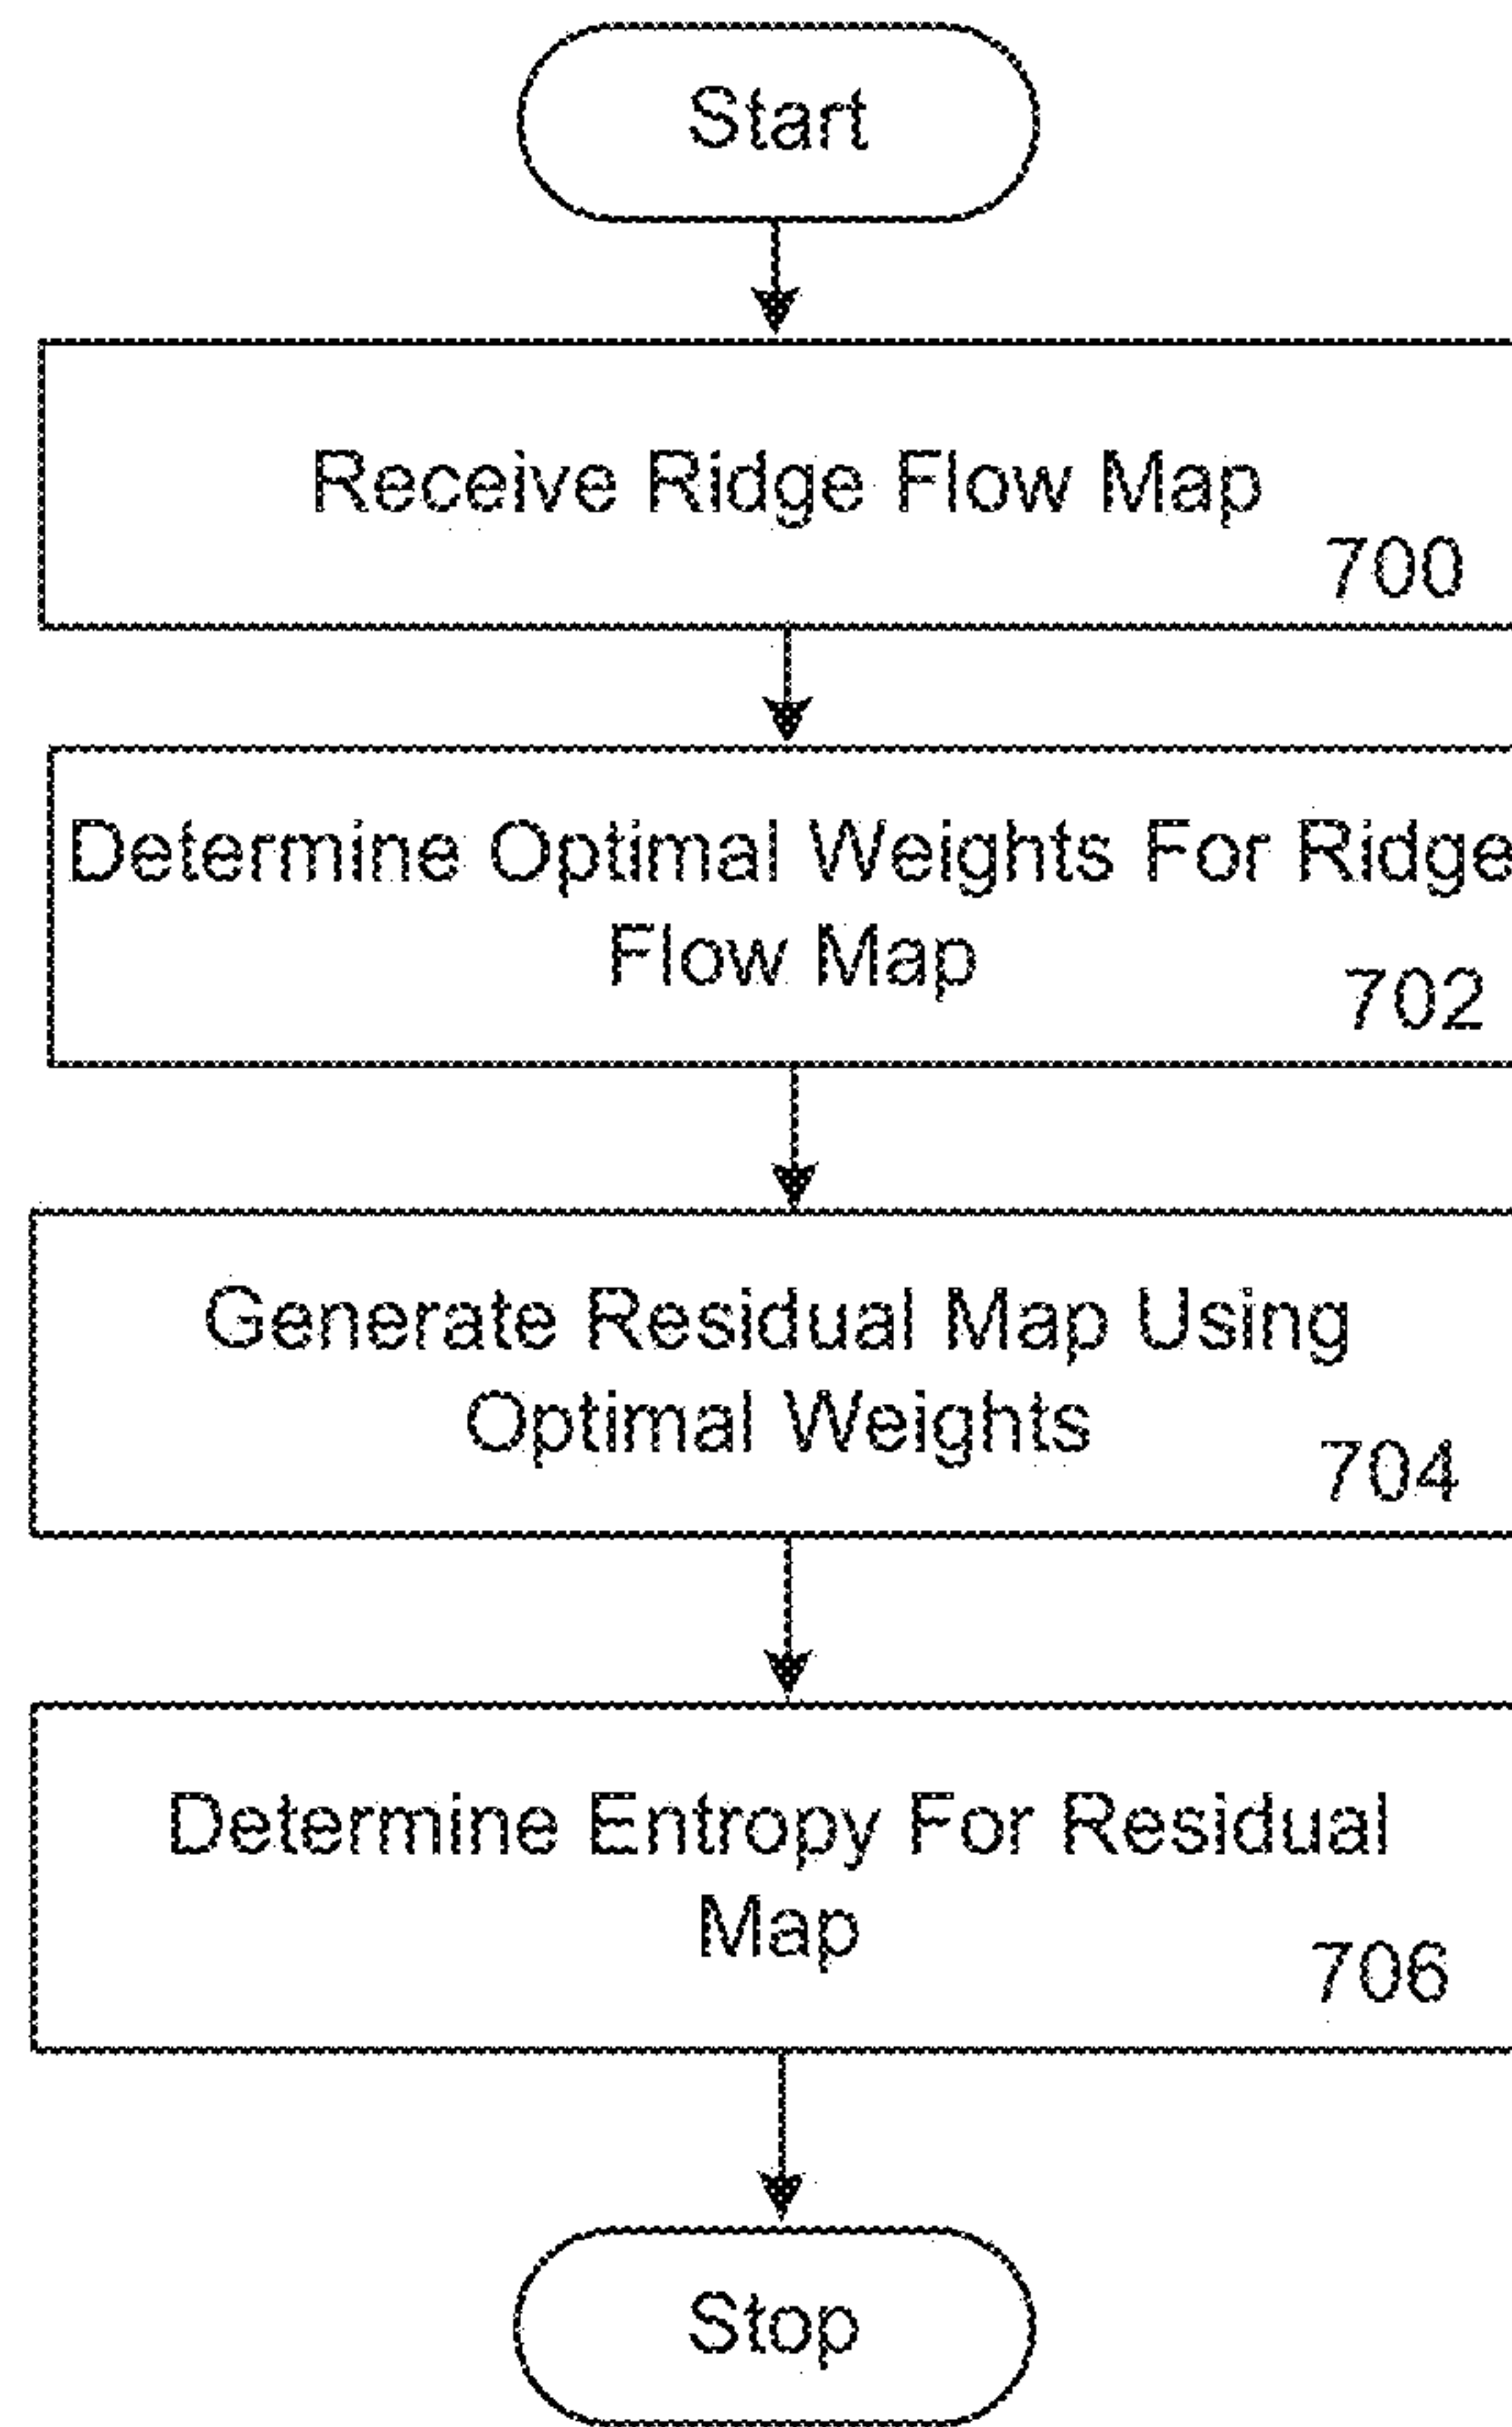 Start
Receive Ridge Flow Map
700
Determine Optimal Weights For Ridge
Flow Map
702
Generate Residual Map Using
Optimal Weights
704
Determine Entropy For Residual
Map
706
Stop